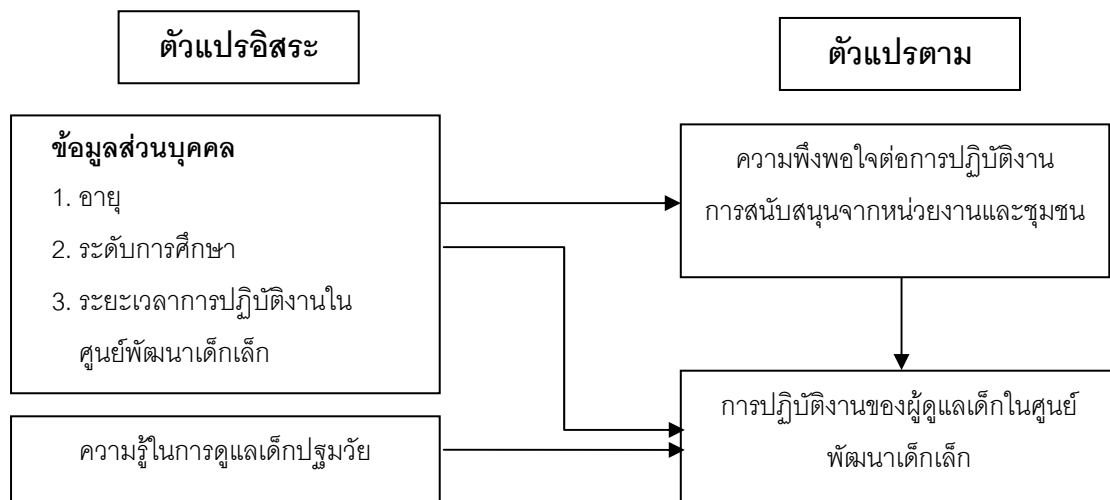 ตัวแปรอิสระ
ตัวแปรตาม
ข้อมูลส่วนบุคคล
1. อายุ
2. ระดับการศึกษา
3. ระยะเวลาการปฏิบัติงานใน
ศูนย์พัฒนาเด็กเล็ก
ความรู้ในการดูแลเด็กปฐมวัย
ความพึงพอใจต่อการปฏิบัติงาน
การสนับสนุนจากหน่วยงานและชุมชน
การปฏิบัติงานของผู้ดูแลเด็กในศูนย์
พัฒนาเด็กเล็ก